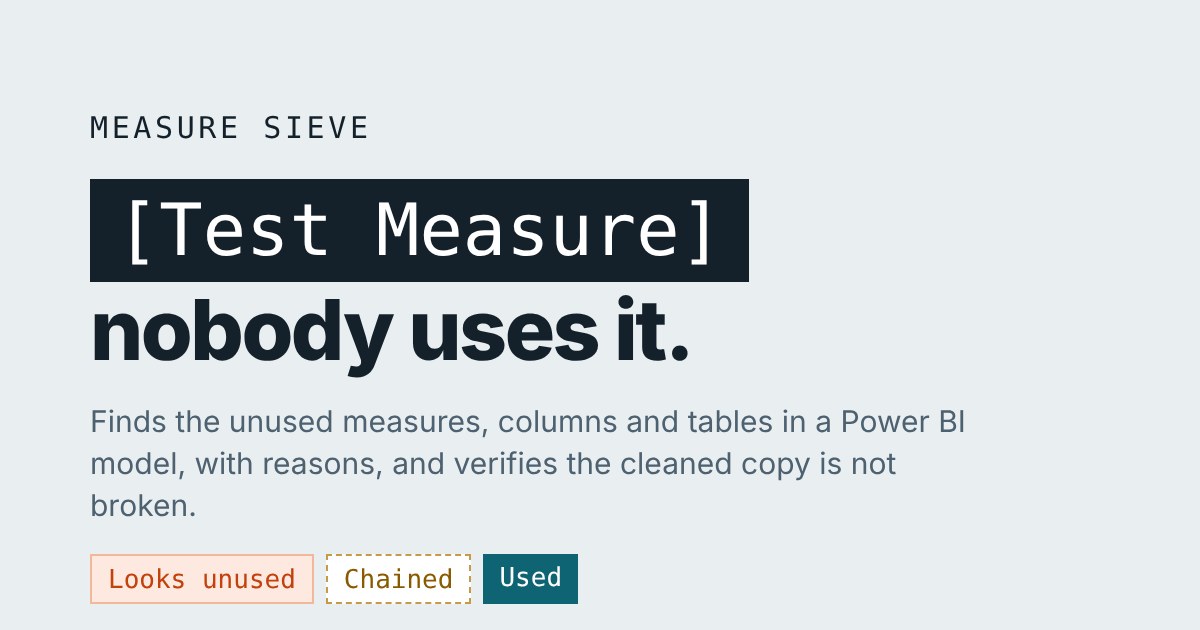 MEASURE SIEVE
[Test Measure]
nobody uses it.
Finds the unused measures, columns and tables in a Power BI
model, with reasons, and verifies the cleaned copy is not
broken.
Looks unused Chained Used